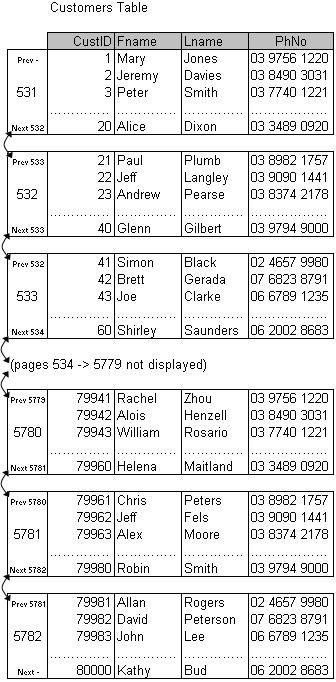 Customers Table
CustID Fname Lname PhNo
Prev - 1 Mary Jones 03 9756 1220
2 Jeremy Davies 03 8490 3031
531 3 Peter Smith 03 7740 1221
Next 532 20 Alice Dixon 03 3489 0920
Prev 533 21 Paul Plumb 03 8982 1757
22 Jeff Langley 03 9090 1441
532 23 Andrew Pearse 03 8374 2178
Next 533 40 Glenn Gilbert 03 9794 9000
Prev 532 41 Simon Black 02 4657 9980
42 Brett Gerada 07 6823 8791
533 43 Joe Clarke 06 6789 1235
Next 534 60 Shirley Saunders 06 2002 8683
(pages 534 -> 5779 not displayed)
Prev 5779 79941 Rachel Zhou 03 9756 1220
79942 Alois Henzell 03 8490 3031
5780 79943 William Rosario 03 7740 1221
Next 5781 79960 Helena Maitland 03 3489 0920
Prev 5780 79961 Chris Peters 03 8982 1757
79962 Jeff Fels 03 9090 1441
5781 79963 Alex Moore 03 8374 2178
Next 5782 79980 Robin Smith 03 9794 9000
Prev 5781 79981 Allan Rogers 02 4657 9980
79982 David Peterson 07 6823 8791
5782 79983 John Lee 06 6789 1235
Next - 80000 Kathy Bud 06 2002 8683